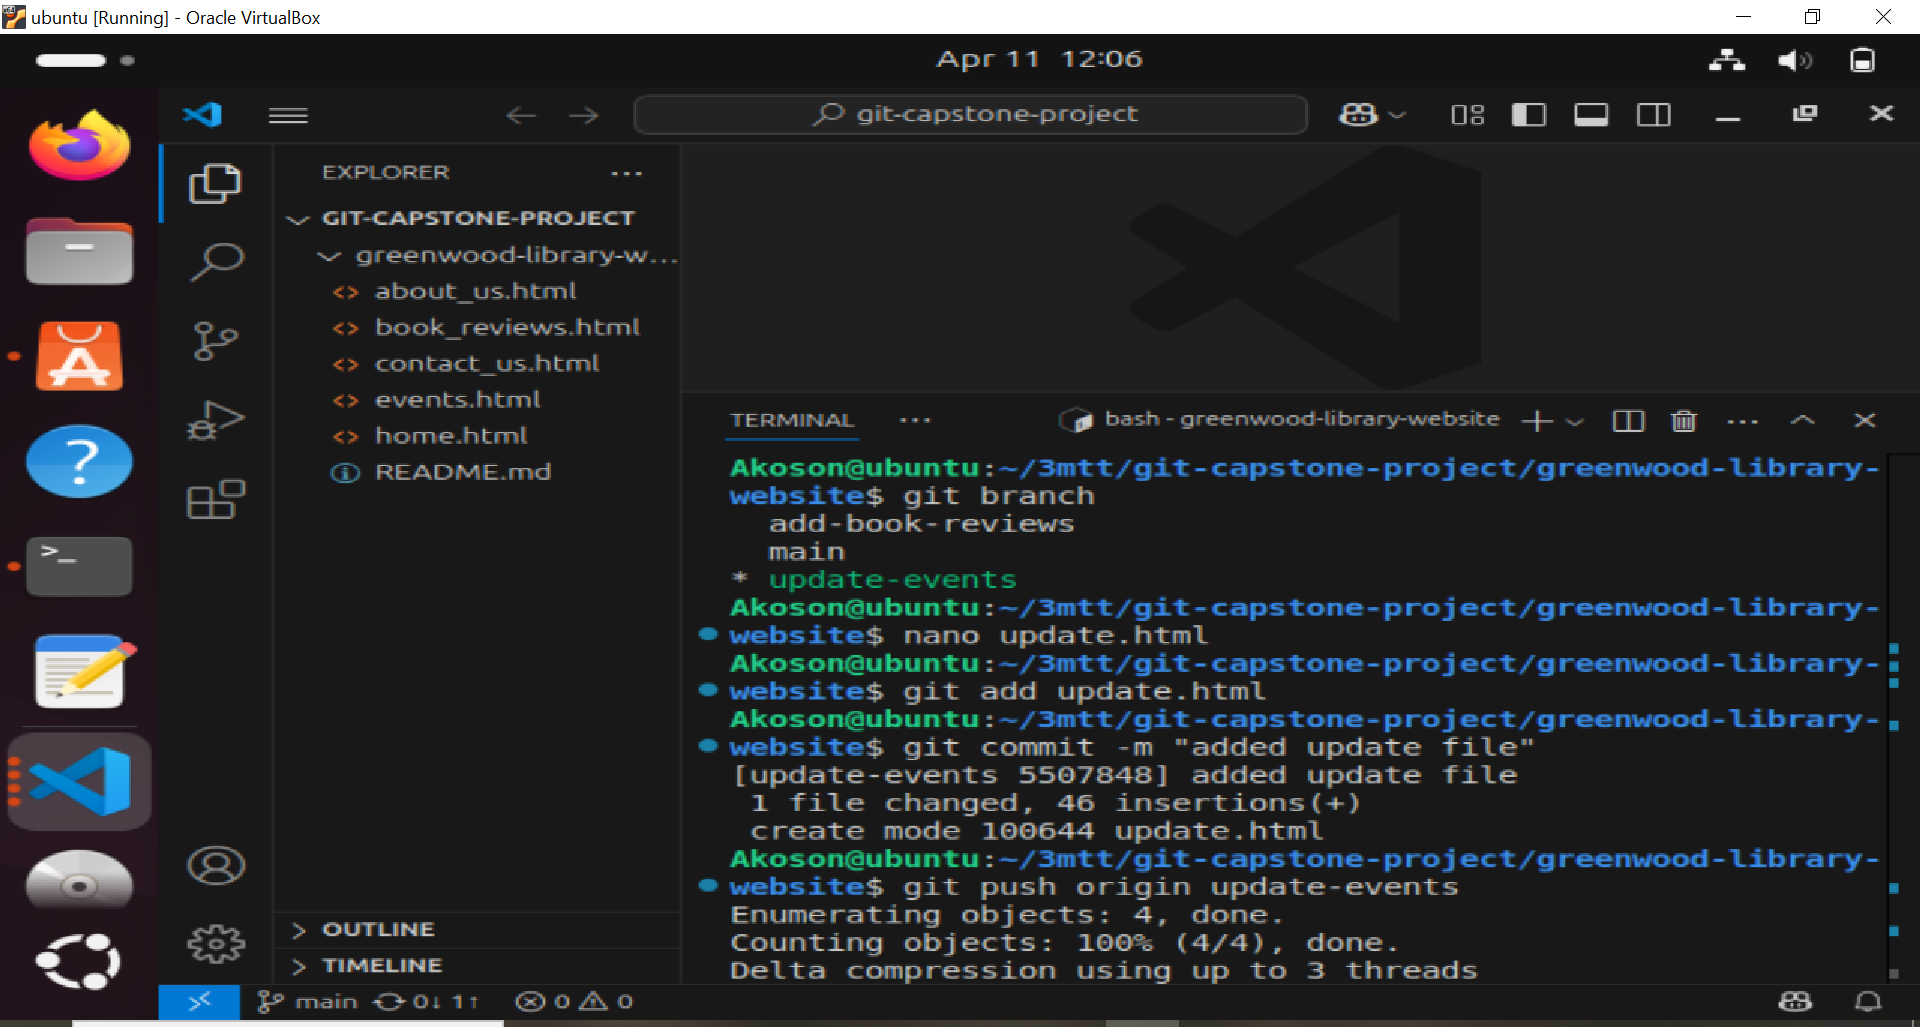 ubuntu [Running] - Oracle VirtualBox
Apr 11 12:06
git-capstone-project
EXPLORER
GIT-CAPSTONE-PROJECT
greenwood-library-w...
<> about_us.html
<> book_reviews.html
<> contact_us.html
<> events.html
<> home.html
README.md
OUTLINE
TIMELINE
TERMINAL
bash - greenwood-library-website
Akoson@ubuntu:~/3mtt/git-capstone-project/greenwood-library-
website$ git branch
add-book-reviews
main
* update-events
Akoson@ubuntu:~/3mtt/git-capstone-project/greenwood-library-
website$ nano update.html
Akoson@ubuntu:~/3mtt/git-capstone-project/greenwood-library-
website$ git add update.html
Akoson@ubuntu:~/3mtt/git-capstone-project/greenwood-library-
website$ git commit -m "added update file"
[update-events 5507848] added update file
1 file changed, 46 insertions(+)
create mode 100644 update.html
Akoson@ubuntu:~/3mtt/git-capstone-project/greenwood-library-
website$ git push origin update-events
Enumerating objects: 4, done.
Counting objects: 100% (4/4), done.
Delta compression using up to 3 threads
main 0↓ 1↑ 0 0